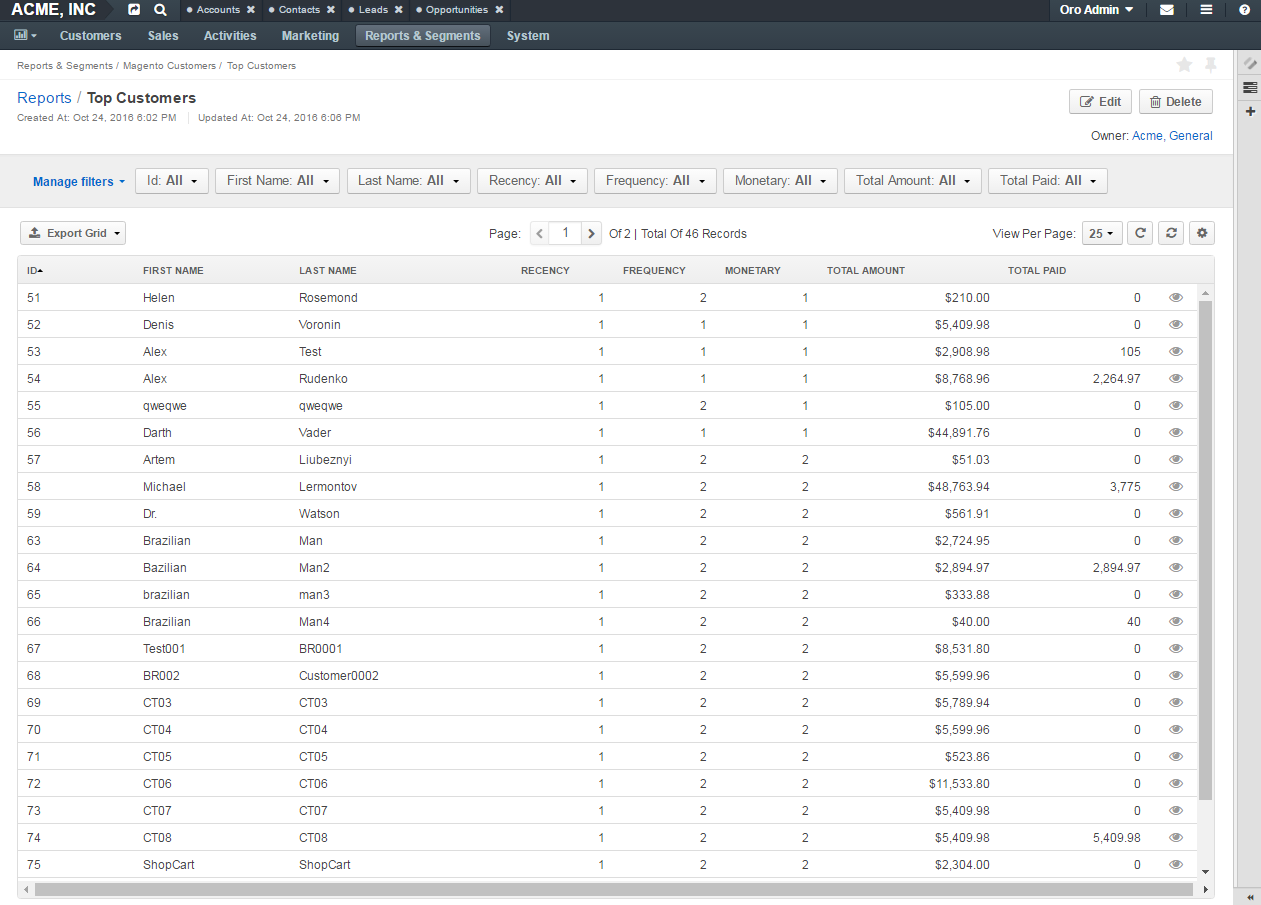 ACME, INC Accounts Contacts Leads Opportunities Oro Admin
Customers Sales Activities Marketing Reports & Segments System
Reports & Segments / Magento Customers / Top Customers
Reports / Top Customers Edit Delete
Created At: Oct 24, 2016 6:02 PM Updated At: Oct 24, 2016 6:06 PM
Owner: Acme, General
Manage filters Id: All First Name: All Last Name: All Recency: All Frequency: All Monetary: All Total Amount: All Total Paid: All
Export Grid Page: 1 Of 2 | Total Of 46 Records View Per Page: 25
ID FIRST NAME LAST NAME RECENCY FREQUENCY MONETARY TOTAL AMOUNT TOTAL PAID
51 Helen Rosemond 1 2 1 $210.00 0
52 Denis Voronin 1 1 1 $5,409.98 0
53 Alex Test 1 1 1 $2,908.98 105
54 Alex Rudenko 1 1 1 $8,768.96 2,264.97
55 qweqwe qweqwe 1 2 1 $105.00 0
56 Darth Vader 1 1 1 $44,891.76 0
57 Artem Liubeznyi 1 2 2 $51.03 0
58 Michael Lermontov 1 2 2 $48,763.94 3,775
59 Dr. Watson 1 2 2 $561.91 0
63 Brazilian Man 1 2 2 $2,724.95 0
64 Bazilian Man2 1 2 2 $2,894.97 2,894.97
65 brazilian man3 1 2 2 $333.88 0
66 Brazilian Man4 1 2 2 $40.00 40
67 Test001 BR0001 1 2 2 $8,531.80 0
68 BR002 Customer0002 1 2 2 $5,599.96 0
69 CT03 CT03 1 2 2 $5,789.94 0
70 CT04 CT04 1 2 2 $5,599.96 0
71 CT05 CT05 1 2 2 $523.86 0
72 CT06 CT06 1 2 2 $11,533.80 0
73 CT07 CT07 1 2 2 $5,409.98 0
74 CT08 CT08 1 2 2 $5,409.98 5,409.98
75 ShopCart ShopCart 1 2 2 $2,304.00 0